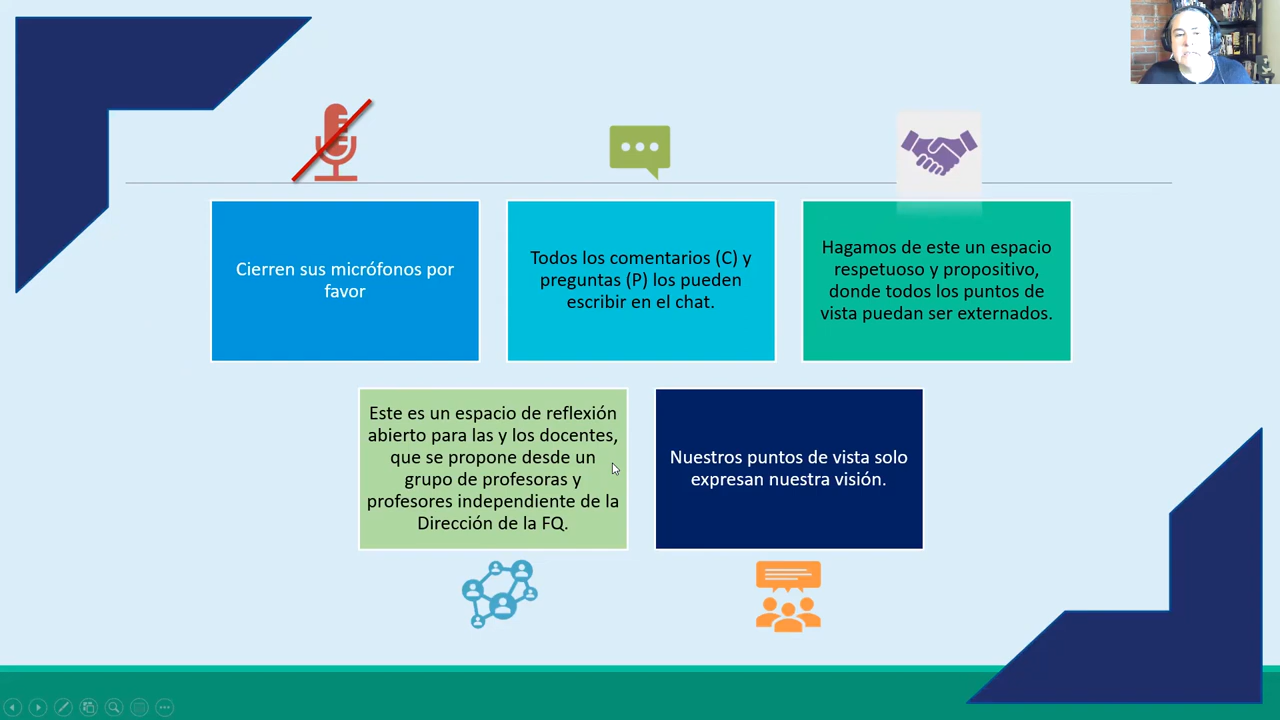 Cierren sus micrófonos por
favor
Todos los comentarios (C) y
preguntas (P) los pueden
escribir en el chat.
Hagamos de este un espacio
respetuoso y propositivo,
donde todos los puntos de
vista puedan ser externados.
Este es un espacio de reflexión
abierto para las y los docentes,
que se propone desde un
grupo de profesoras y
profesores independiente de la
Dirección de la FQ.
Nuestros puntos de vista solo
expresan nuestra visión.